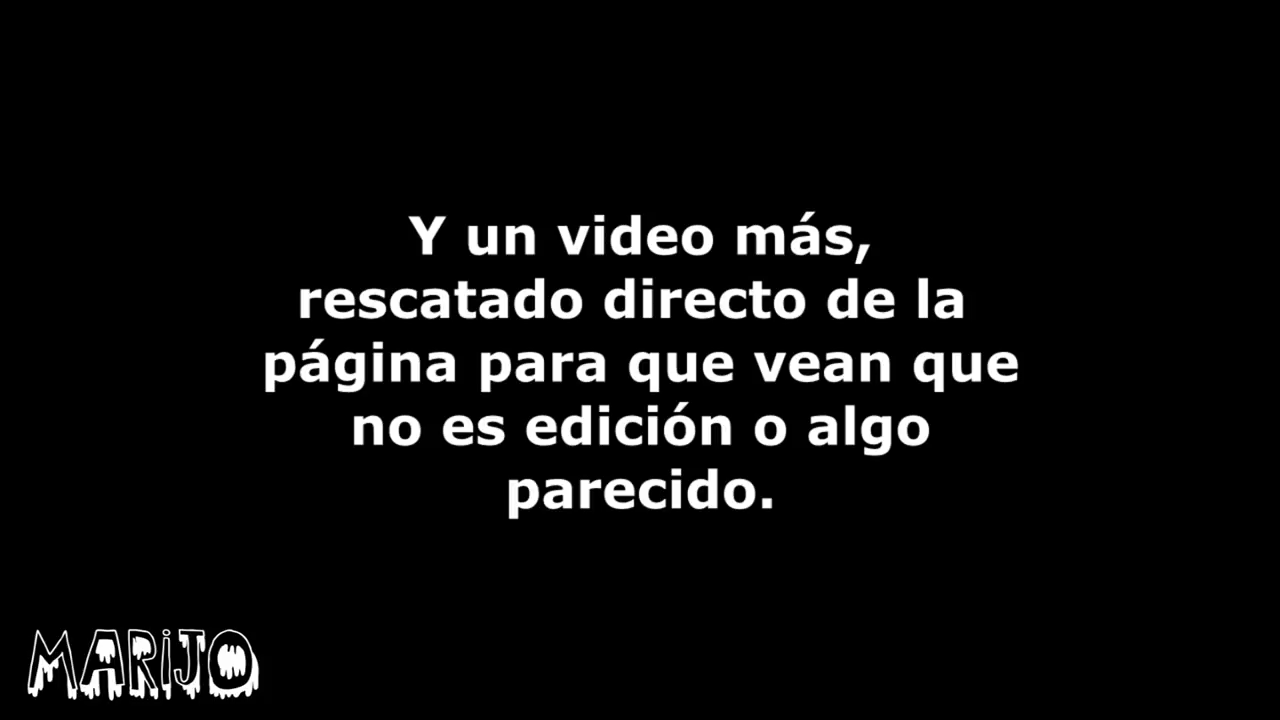 Y un video más,
rescatado directo de la
página para que vean que
no es edición o algo
parecido.
MARiJO